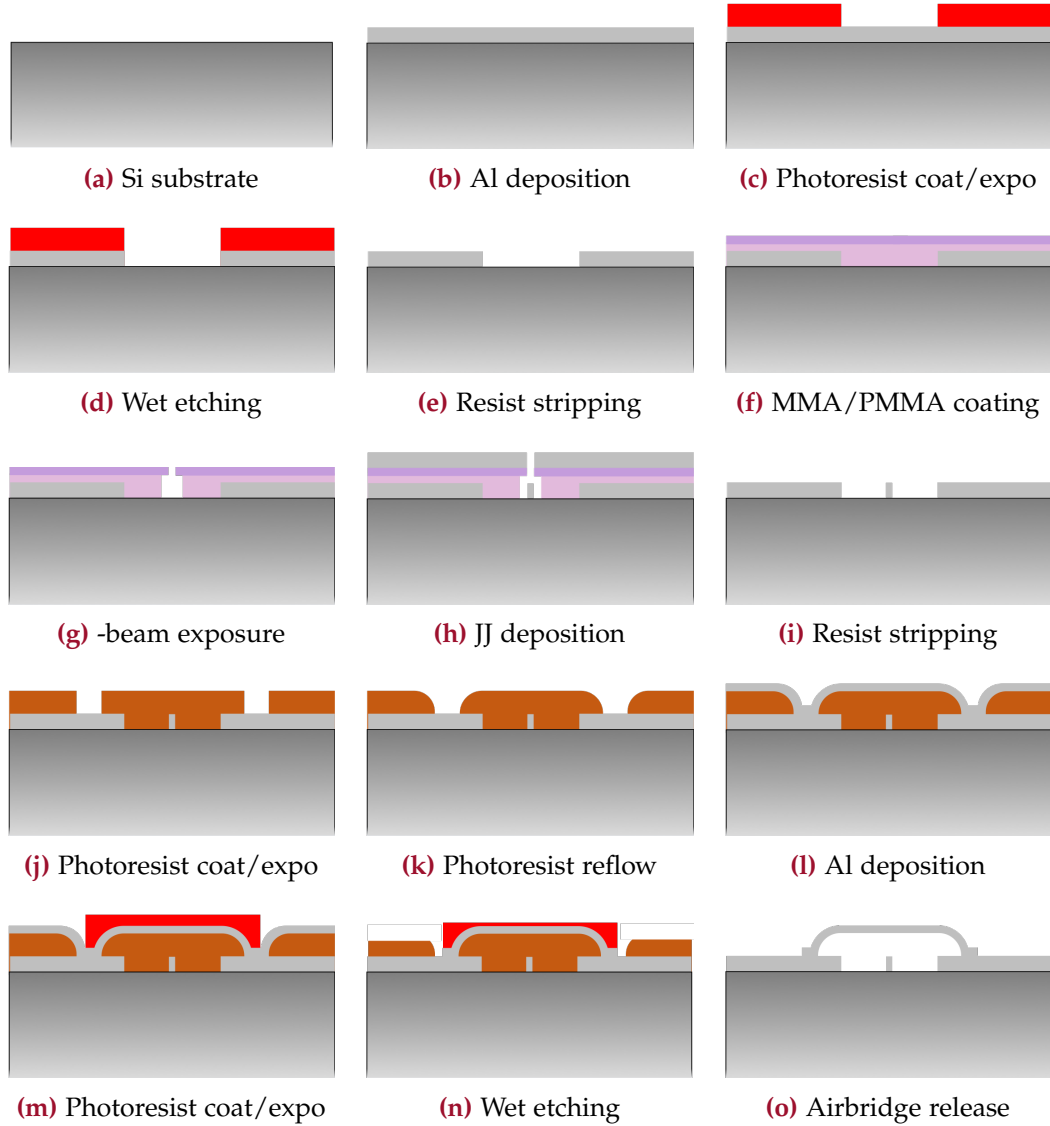 (a) Si substrate
(b) Al deposition
(c) Photoresist coat/expo
(d) Wet etching
(e) Resist stripping
(f) MMA/PMMA coating
(g) -beam exposure
(h) JJ deposition
(i) Resist stripping
(j) Photoresist coat/expo
(k) Photoresist reflow
(l) Al deposition
(m) Photoresist coat/expo
(n) Wet etching
(o) Airbridge release